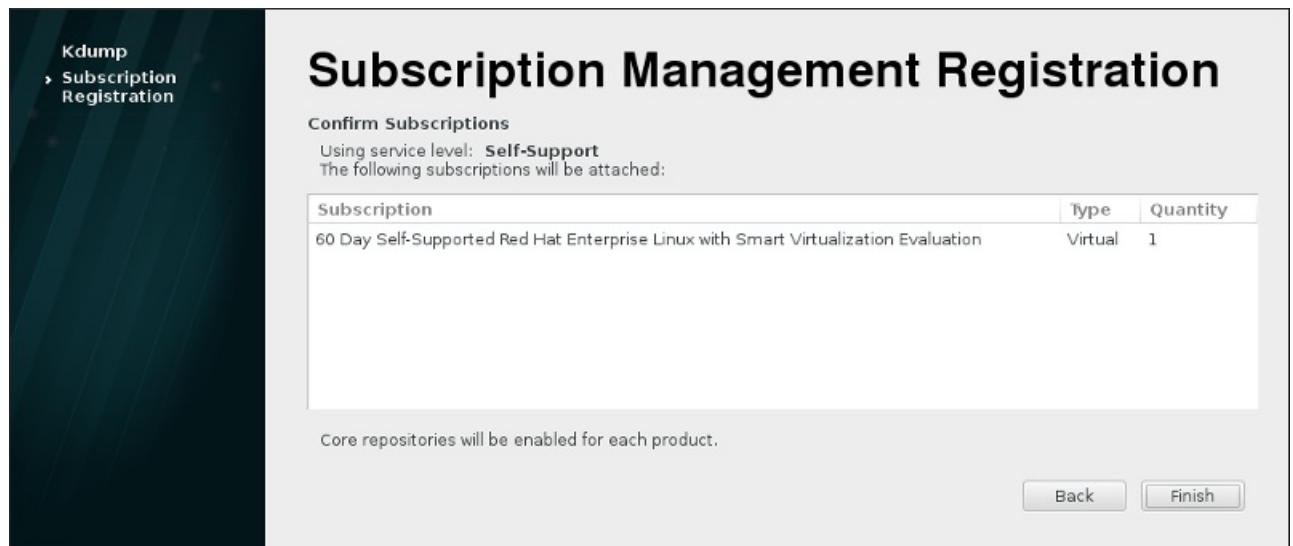 Kdump
› Subscription
Registration
Subscription Management Registration
Confirm Subscriptions
Using service level: Self-Support
The following subscriptions will be attached:
Subscription Type Quantity
60 Day Self-Supported Red Hat Enterprise Linux with Smart Virtualization Evaluation Virtual 1
Core repositories will be enabled for each product.
Back Finish